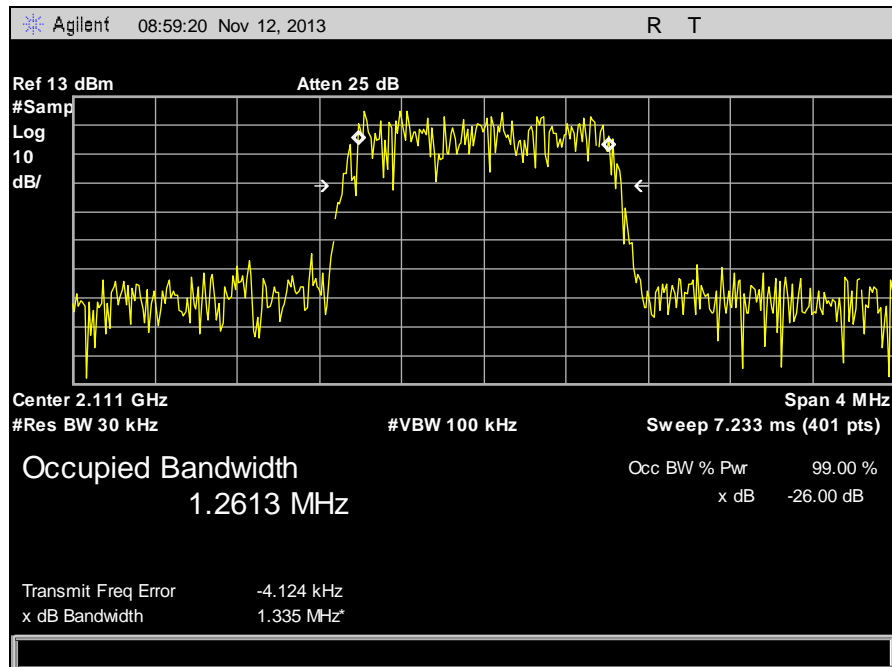 Agilent 08:59:20 Nov 12, 2013 R T
Ref 13 dBm Atten 25 dB
#Samp
Log
10
dB/
Center 2.111 GHz Span 4 MHz
#Res BW 30 kHz #VBW 100 kHz Sweep 7.233 ms (401 pts)
Occupied Bandwidth Occ BW % Pwr 99.00 %
1.2613 MHz x dB -26.00 dB
Transmit Freq Error -4.124 kHz
x dB Bandwidth 1.335 MHz*